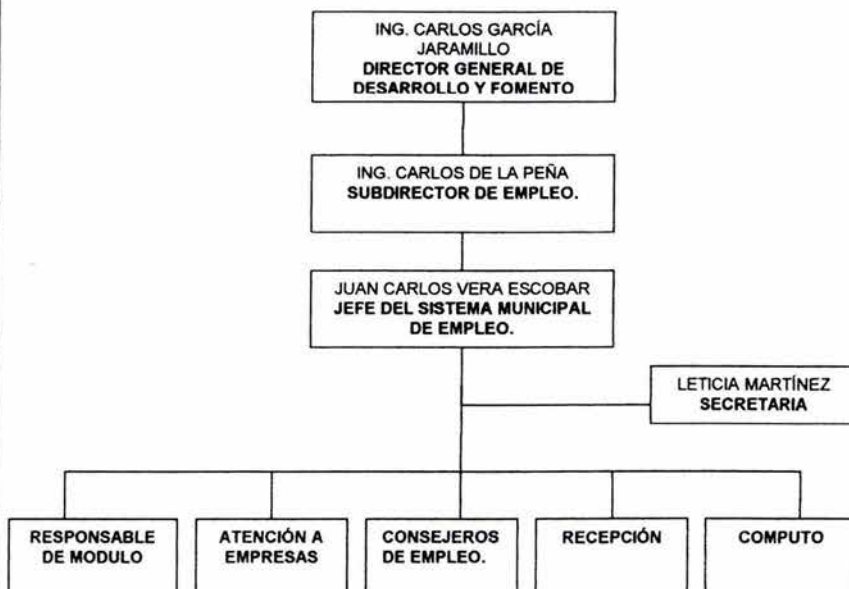 ING. CARLOS GARCÍA
JARAMILLO
DIRECTOR GENERAL DE
DESARROLLO Y FOMENTO
ING. CARLOS DE LA PEÑA
SUBDIRECTOR DE EMPLEO.
JUAN CARLOS VERA ESCOBAR
JEFE DEL SISTEMA MUNICIPAL
DE EMPLEO.
LETICIA MARTÍNEZ
SECRETARIA
RESPONSABLE
DE MODULO
ATENCIÓN A
EMPRESAS
CONSEJEROS
DE EMPLEO.
RECEPCIÓN
COMPUTO